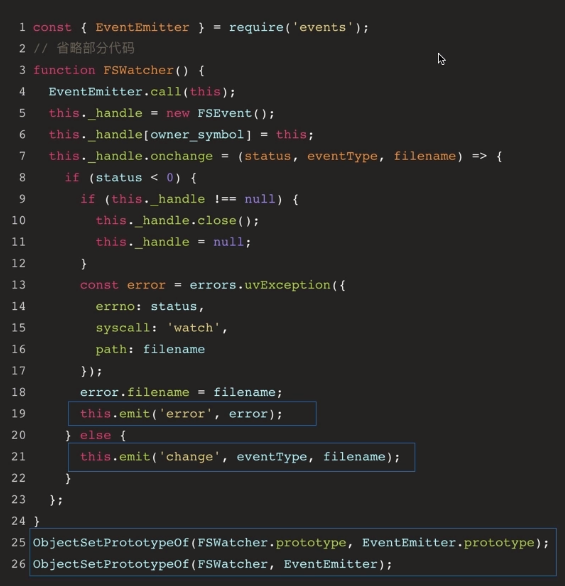 1 const { EventEmitter } = require('events');
2 // 省略部分代码
3 function FSWatcher() {
4   EventEmitter.call(this);
5   this._handle = new FSEvent();
6   this._handle[owner_symbol] = this;
7   this._handle.onchange = (status, eventType, filename) => {
8     if (status < 0) {
9       if (this._handle !== null) {
10         this._handle.close();
11         this._handle = null;
12       }
13       const error = errors.uvException({
14         errno: status,
15         syscall: 'watch',
16         path: filename
17       });
18       error.filename = filename;
19       this.emit('error', error);
20     } else {
21       this.emit('change', eventType, filename);
22     }
23   };
24 }
25 ObjectSetPrototypeOf(FSWatcher.prototype, EventEmitter.prototype);
26 ObjectSetPrototypeOf(FSWatcher, EventEmitter);